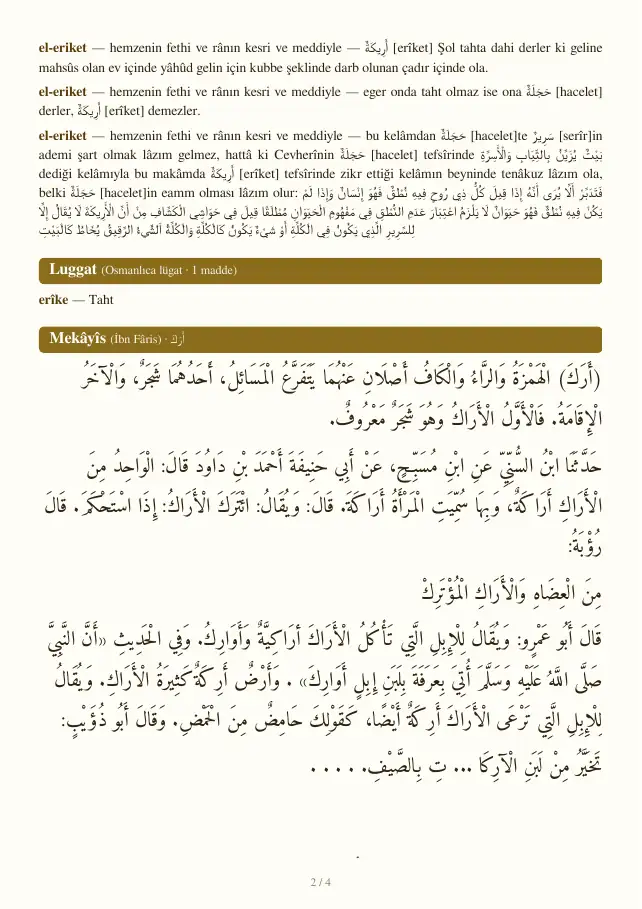 el-eriket — hemzenin fethi ve rânın kesri ve meddiyle — أَرِيكَةٌ [erîket] Şol tahta dahi derler ki geline
mahsûs olan ev içinde yâhûd gelin için kubbe şeklinde darb olunan çadır içinde ola.
el-eriket — hemzenin fethi ve rânın kesri ve meddiyle — eger onda taht olmaz ise ona حَجَلَةٌ [hacelet]
derler, أَرِيكَةٌ [erîket] demezler.
el-eriket — hemzenin fethi ve rânın kesri ve meddiyle — bu kelâmdan حَجَلَةٌ [hacelet]te سَرِيرٌ [serîr]in
ademi şart olmak lâzım gelmez, hattâ ki Cevherînin حَجَلَةٌ [hacelet] tefsîrinde بَيْتٌ يُزَيَّنُ بِالثِّيَابِ وَالْأَسِرَّةِ
dediği kelâmıyla bu makâmda أَرِيكَةٌ [erîket] tefsîrinde zikr ettiği kelâmın beyninde tenâkuz lâzım ola,
belki حَجَلَةٌ [hacelet]in eamm olması lâzım olur: فَتَدَبَّرْ أَلَا يُرَى أَنَّهُ إِذَا قِيلَ كُلُّ ذِي رُوحٍ فِيهِ نُطْقٌ فَهُوَ إِنْسَانٌ وَإِذَا لَمْ
يَكُنْ فِيهِ نُطْقٌ فَهُوَ حَيَوَانٌ لَا يَلْزَمُ اعْتِبَارَ عَدَمِ النُّطْقِ فِي مَفْهُومِ الْحَيَوَانِ مُطْلَقًا قِيلَ فِي حَوَاشِي الْكَشَّافِ مِنْ أَنَّ الْأَرِيكَةَ لَا يُقَالُ إِلَّا
لِلسَّرِيرِ الَّذِي يَكُونُ فِي الْكُلَّةِ أَوْ شَيْءٌ يَكُونُ كَالْكُلَّةِ وَالْكُلَّةُ الشَّيْءُ الرَّقِيقُ يُخَاطُ كَالْبَيْتِ
Luggat (Osmanlıca lügat · 1 madde)
erîke — Taht
Mekâyîs (İbn Fâris) · أرك
(أَرَكَ) الْهَمْزَةُ وَالرَّاءُ وَالْكَافُ أَصْلَانِ عَنْهُمَا يَتَفَرَّعُ الْمَسَائِلُ، أَحَدُهُمَا شَجَرٌ، وَالْآخَرُ
الْإِقَامَةُ. فَالْأَوَّلُ الْأَرَاكُ وَهُوَ شَجَرٌ مَعْرُوفٌ.
حَدَّثَنَا ابْنُ السُّنِّيِّ عَنِ ابْنِ مُسَبِّحٍ، عَنْ أَبِي حَنِيفَةَ أَحْمَدَ بْنِ دَاوُدَ قَالَ: الْوَاحِدُ مِنَ
الْأَرَاكِ أَرَاكَةٌ، وَبِهَا سُمِّيَتِ الْمَرْأَةُ أَرَاكَةَ. قَالَ: وَيُقَالُ: ائْتَرَكَ الْأَرَاكُ: إِذَا اسْتَحْكَمَ. قَالَ
رُؤْبَةُ:
مِنَ الْعِضَاهِ وَالْأَرَاكِ الْمُؤْتَرِكْ
قَالَ أَبُو عَمْرٍو: وَيُقَالُ لِلْإِبِلِ الَّتِي تَأْكُلُ الْأَرَاكَ أَرَاكِيَّةٌ وَأَوَارِكُ. وَفِي الْحَدِيثِ «أَنَّ النَّبِيَّ
صَلَّى اللَّهُ عَلَيْهِ وَسَلَّمَ أُتِيَ بِعَرَفَةَ بِلَبَنِ إِبِلٍ أَوَارِكَ» . وَأَرْضٌ أَرِكَةٌ كَثِيرَةُ الْأَرَاكِ. وَيُقَالُ
لِلْإِبِلِ الَّتِي تَرْعَى الْأَرَاكَ أَرِكَةٌ أَيْضًا، كَقَوْلِكَ حَامِضٌ مِنَ الْحَمْضِ. وَقَالَ أَبُو ذُؤَيْبٍ:
تَخَيَّرُ مِنْ لَبَنِ الْآرِكَا ... تِ بِالصَّيْفِ. . . . .
.
2 / 4